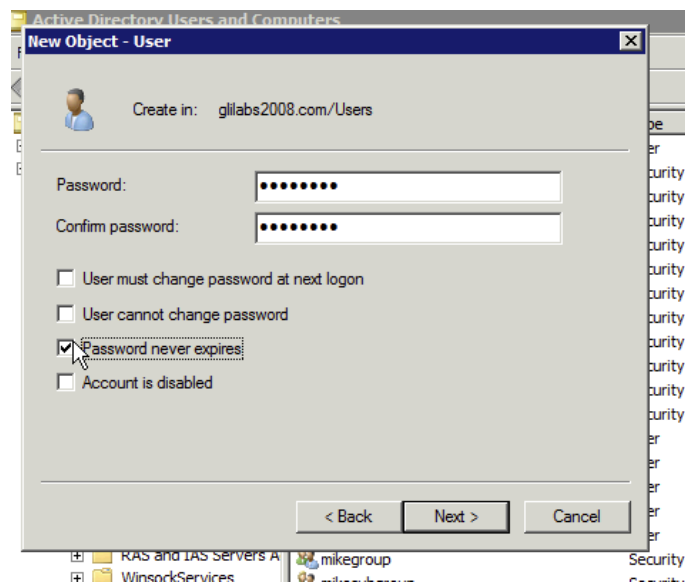 Active Directory Users and Computers
New Object - User
Create in: glilabs2008.com/Users
Password:
Confirm password:
User must change password at next logon
User cannot change password
Password never expires
Account is disabled
< Back Next > Cancel
RAS and IAS Servers A mikegroup Security
WinsockServices